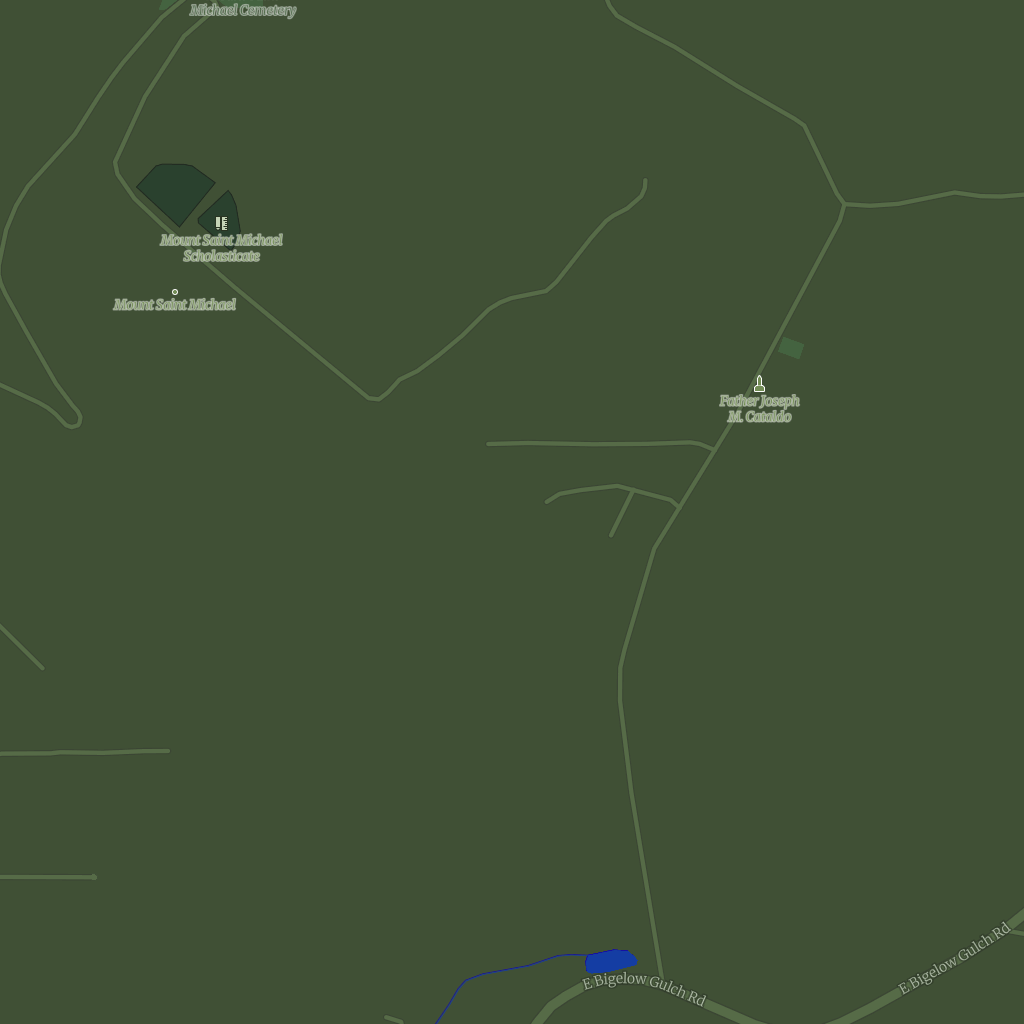 Michael Cemetery
Mount Saint Michael
Scholasticate
Mount Saint Michael
Father Joseph
M. Cataldo
E Bigelow Gulch Rd
E Bigelow Gulch Rd